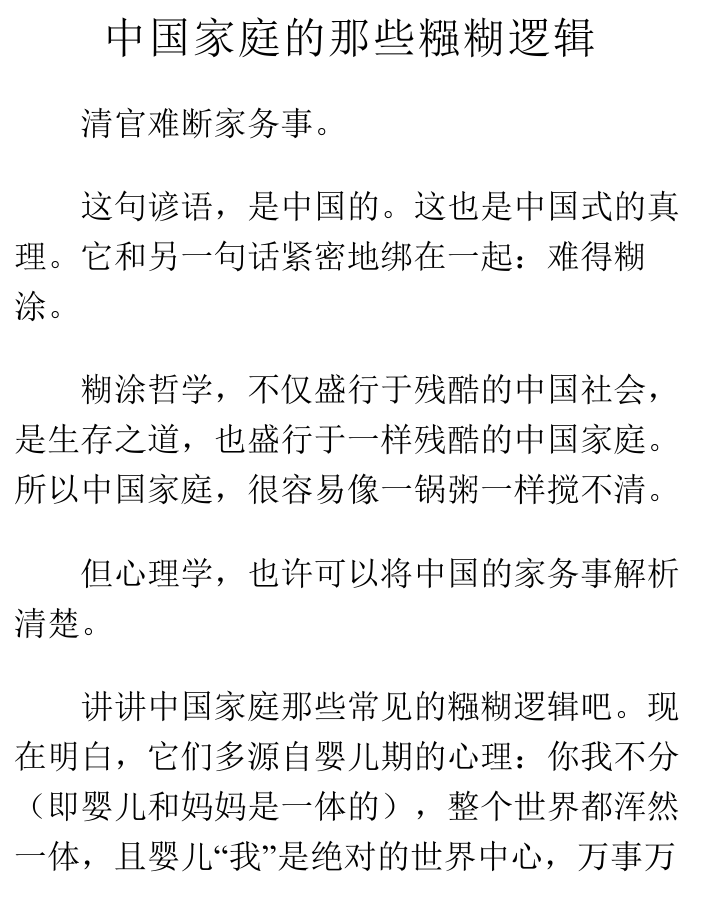 中国家庭的那些糨糊逻辑
清官难断家务事。
这句谚语，是中国的。这也是中国式的真
理。它和另一句话紧密地绑在一起：难得糊
涂。
糊涂哲学，不仅盛行于残酷的中国社会，
是生存之道，也盛行于一样残酷的中国家庭。
所以中国家庭，很容易像一锅粥一样搅不清。
但心理学，也许可以将中国的家务事解析
清楚。
讲讲中国家庭那些常见的糨糊逻辑吧。现
在明白，它们多源自婴儿期的心理：你我不分
（即婴儿和妈妈是一体的），整个世界都浑然
一体，且婴儿“我”是绝对的世界中心，万事万